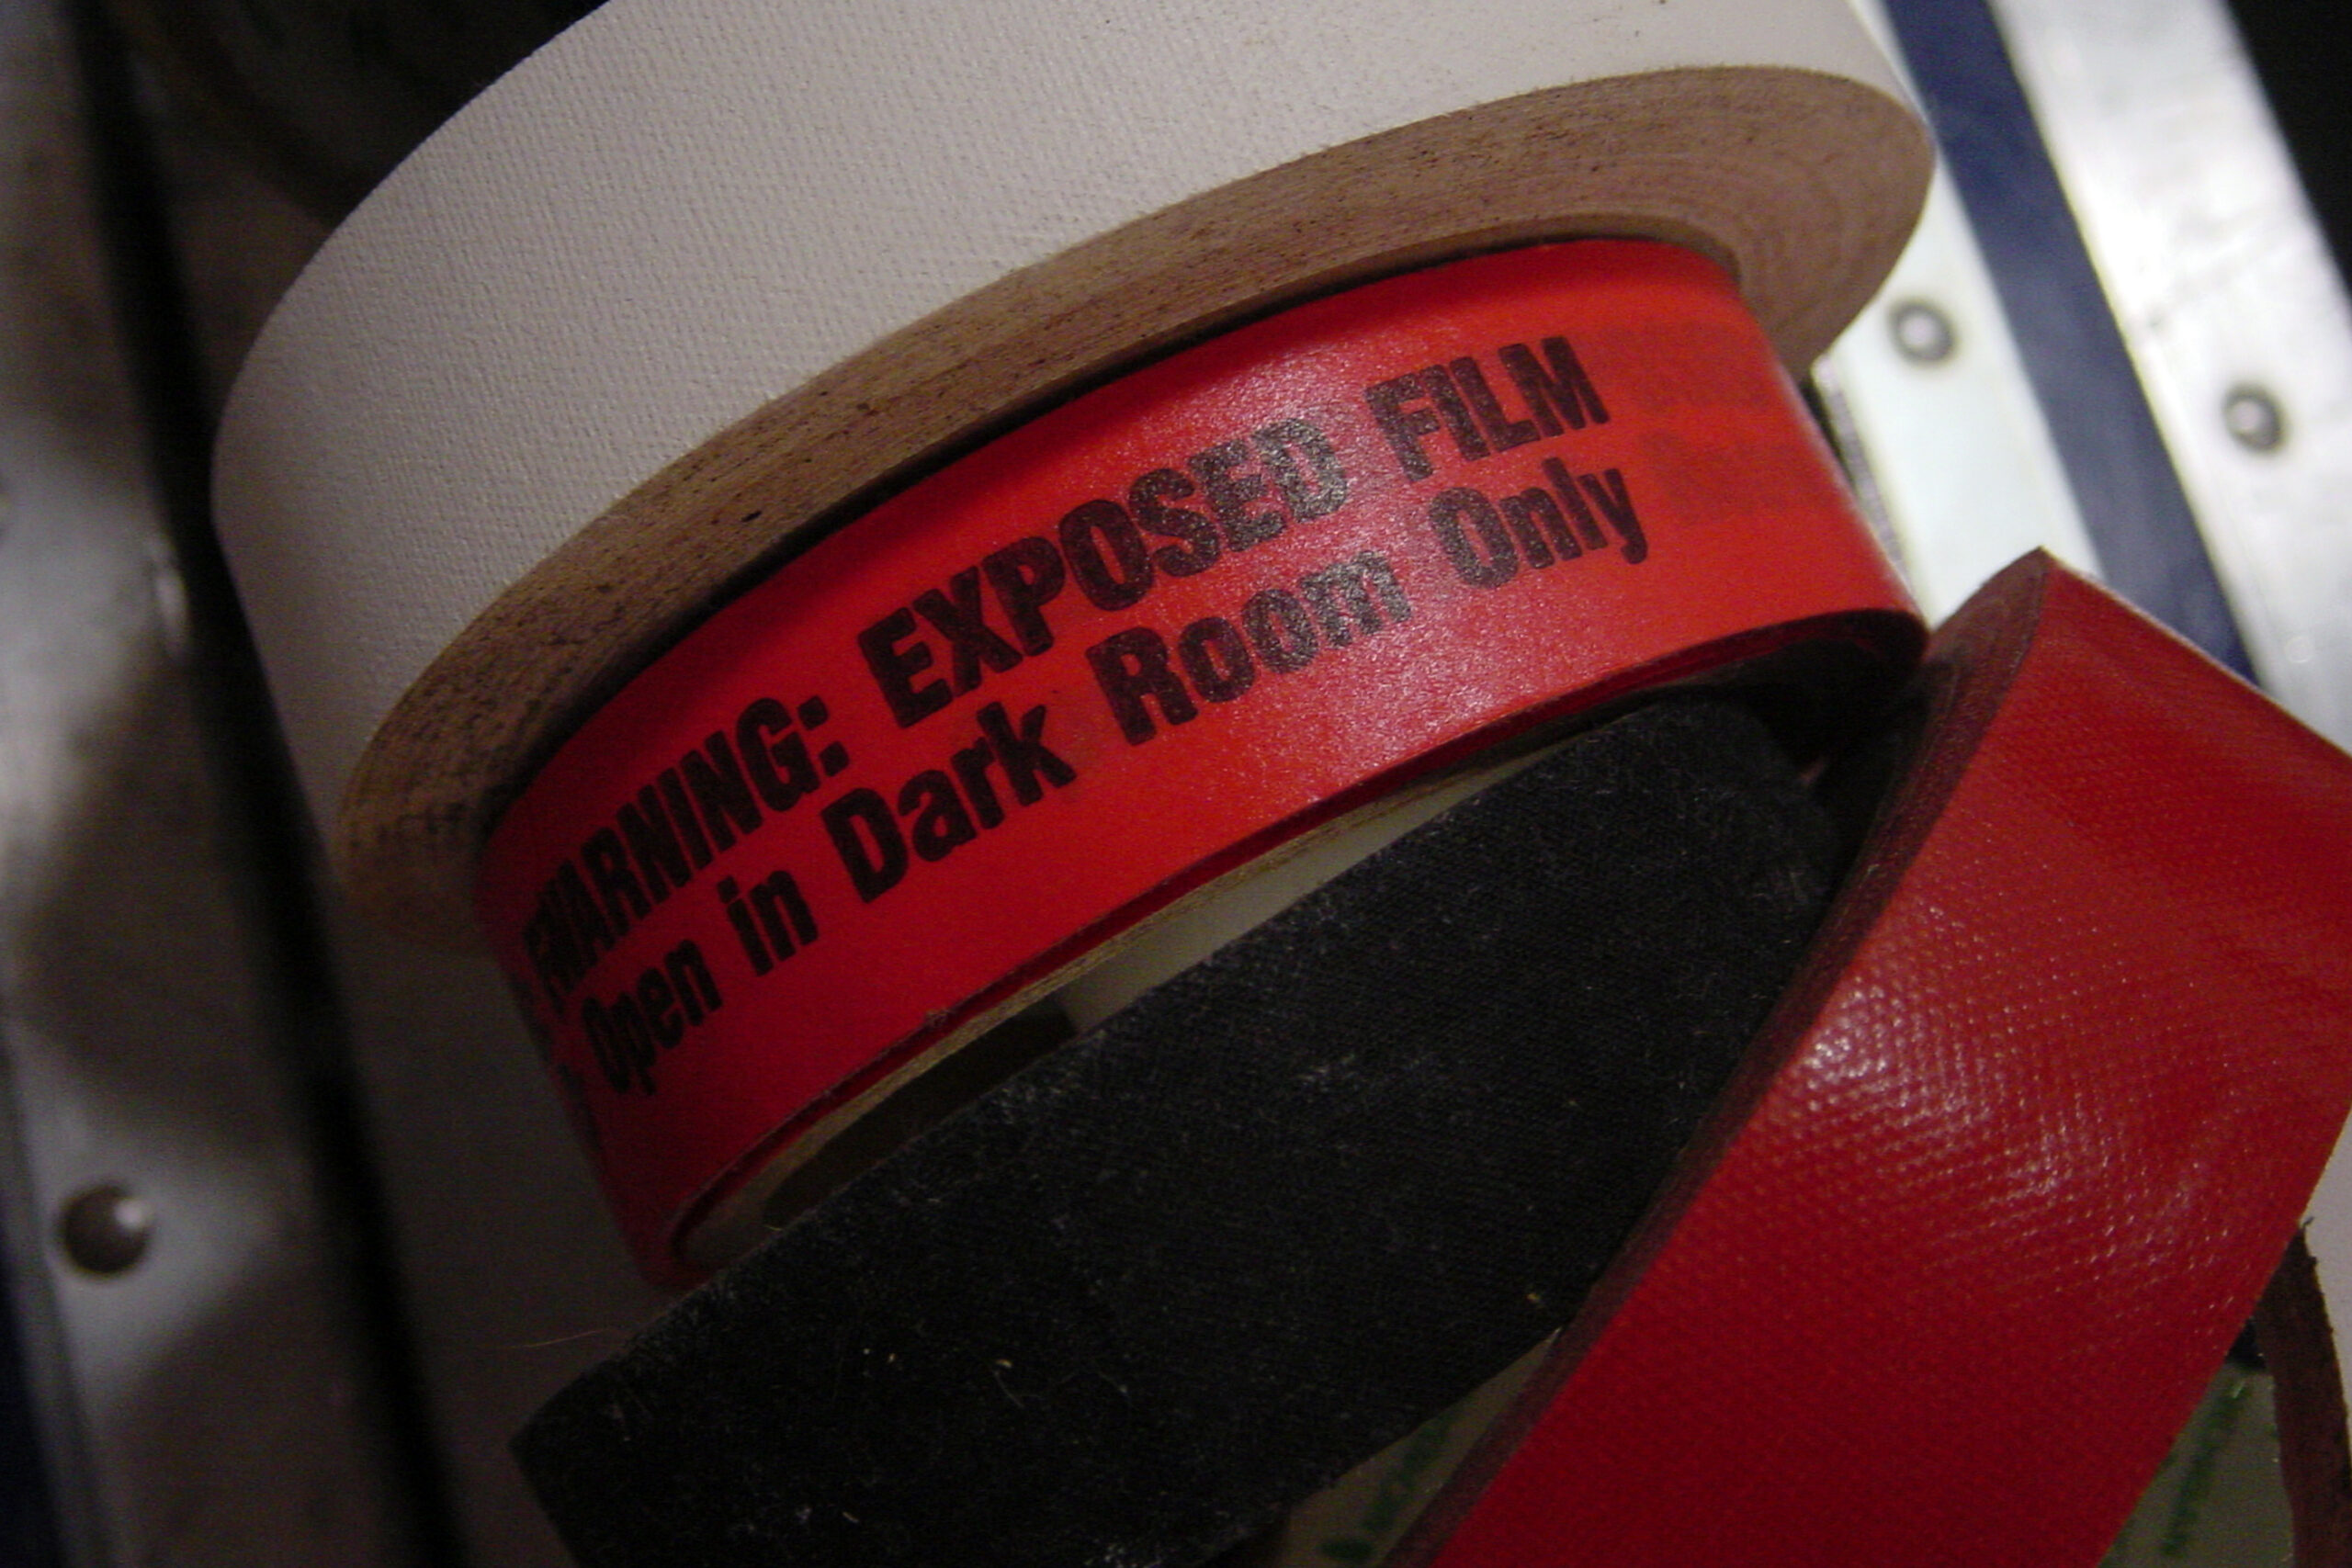 WARNING: EXPOSED FILM
Open in Dark Room Only